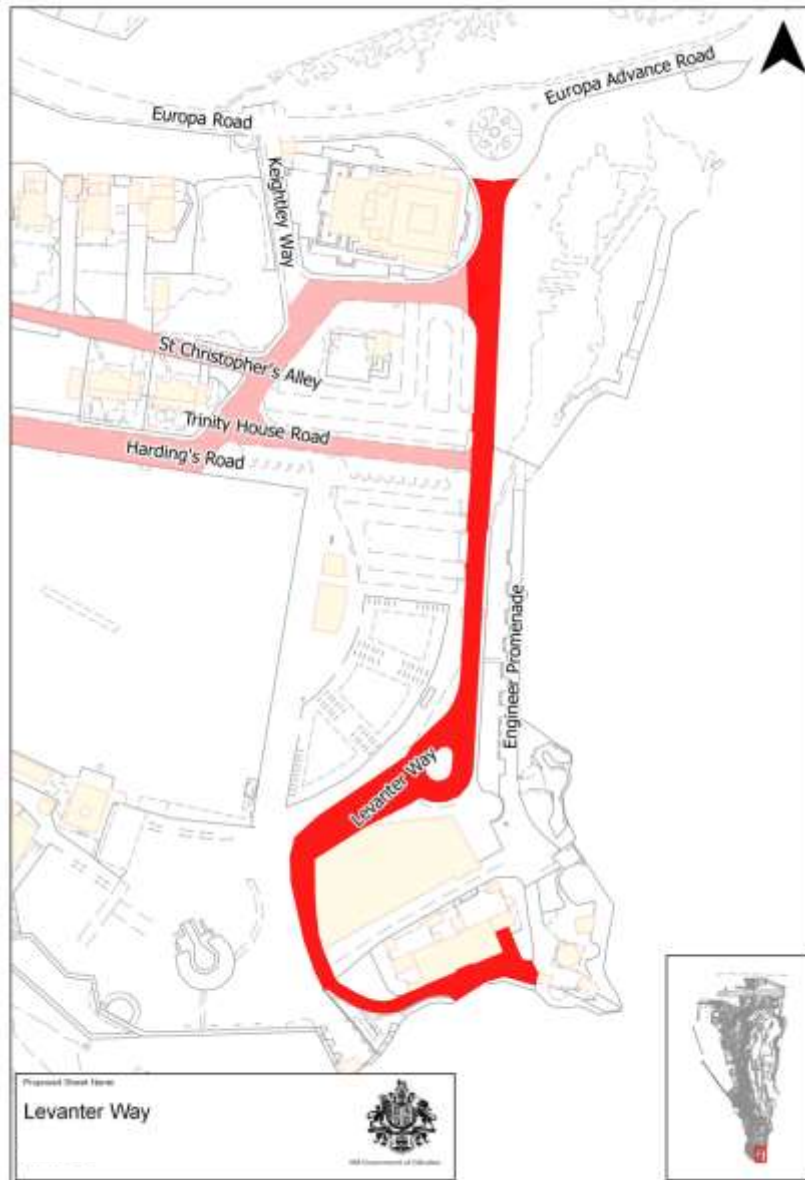 Europa Advance Road
Europa Road
Keightley Way
St Christopher's Alley
Trinity House Road
Harding's Road
Engineer Promenade
Levanter Way
Proposed Street Name
Levanter Way
HM Government of Gibraltar